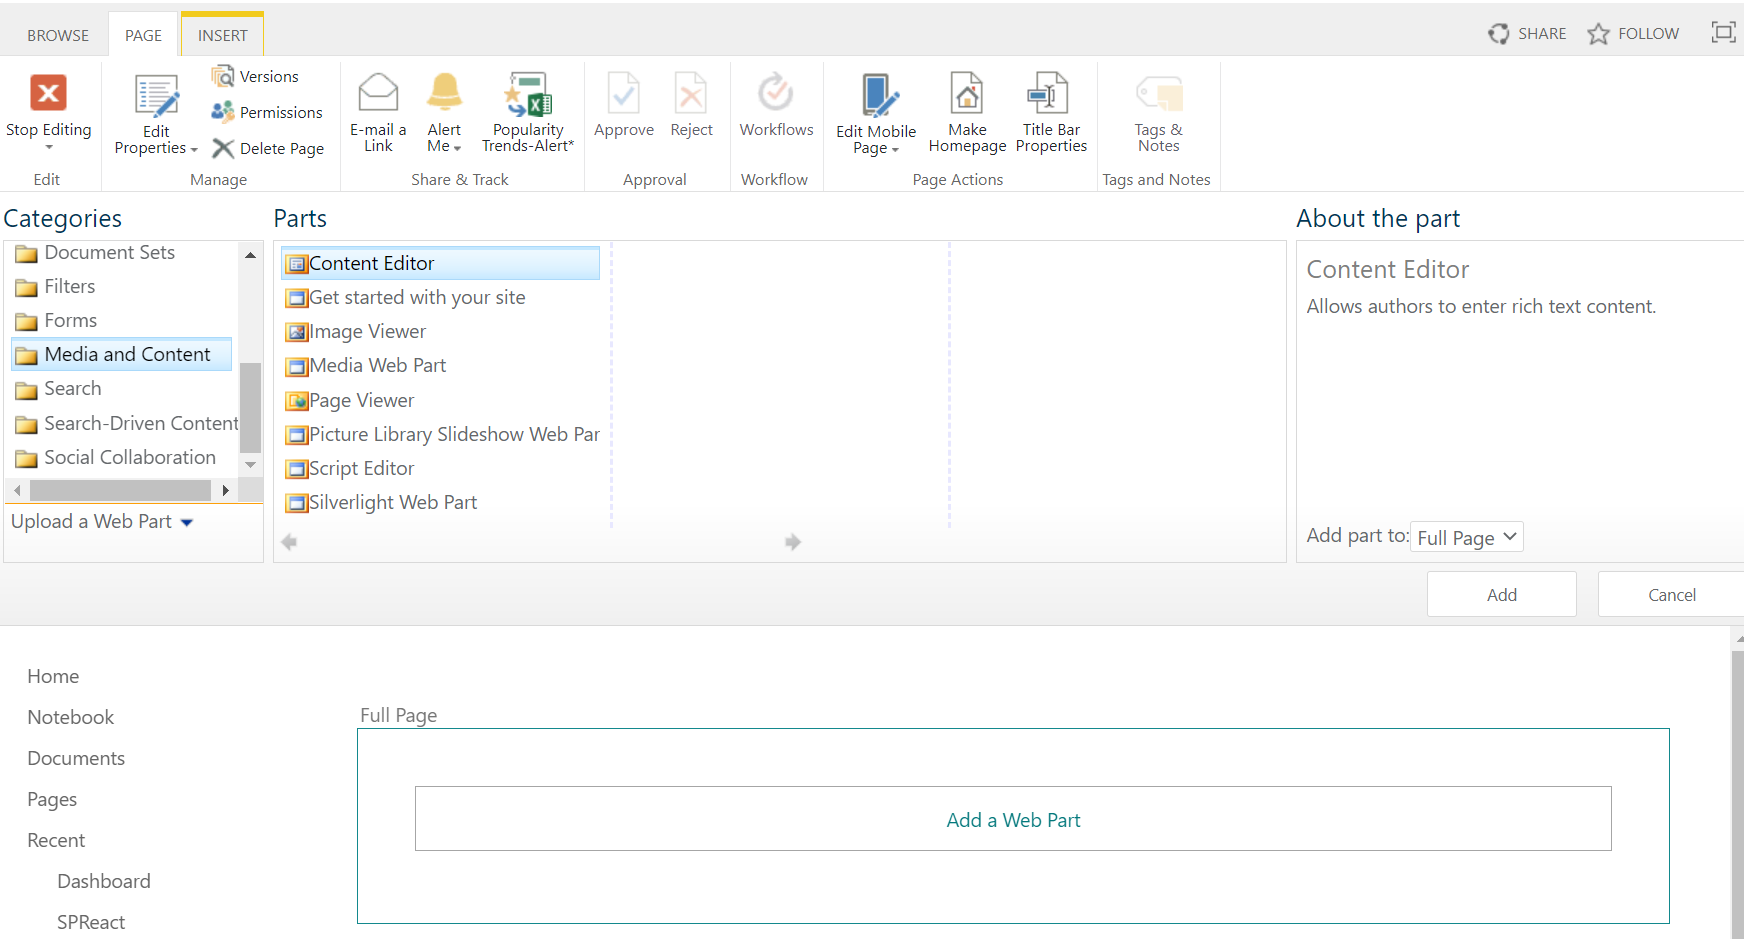 BROWSE
PAGE
INSERT
SHARE
FOLLOW
Stop Editing
Edit
Edit
Properties
Versions
Permissions
Delete Page
Manage
E-mail a
Link
Alert
Me
Popularity
Trends-Alert*
Share & Track
Approve
Reject
Approval
Workflows
Workflow
Edit Mobile
Page
Make
Homepage
Title Bar
Properties
Page Actions
Tags &
Notes
Tags and Notes
Categories
Document Sets
Filters
Forms
Media and Content
Search
Search-Driven Content
Social Collaboration
Upload a Web Part
Parts
Content Editor
Get started with your site
Image Viewer
Media Web Part
Page Viewer
Picture Library Slideshow Web Par
Script Editor
Silverlight Web Part
About the part
Content Editor
Allows authors to enter rich text content.
Add part to: Full Page
Add
Cancel
Home
Notebook
Documents
Pages
Recent
Dashboard
SPReact
Full Page
Add a Web Part